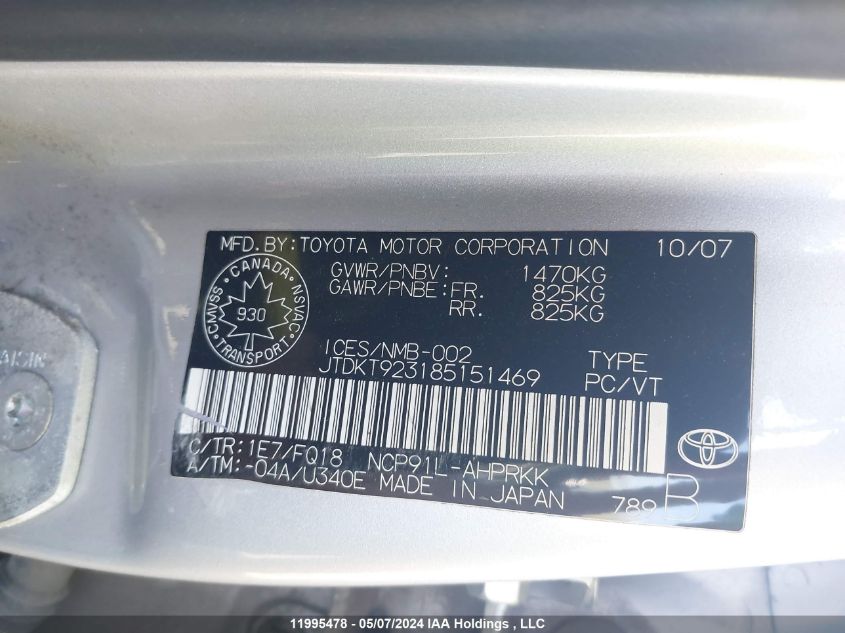 MFD.BY:TOYOTA MOTOR CORPORATION 10/07
GVWR/PNBV: 1470KG
GAWR/PNBE:FR. 825KG
RR. 825KG
CANADA
CMVSS 930 NSVAC
TRANSPORT
ICES/NMB-002
JTDKT923185151469
TYPE
PC/VT
C/TR:1E7/FQ18 NCP91L-AHPRKK
A/TM:-04A/U340E MADE IN JAPAN
789 B
AISIN
11995478 - 05/07/2024 IAA Holdings , LLC